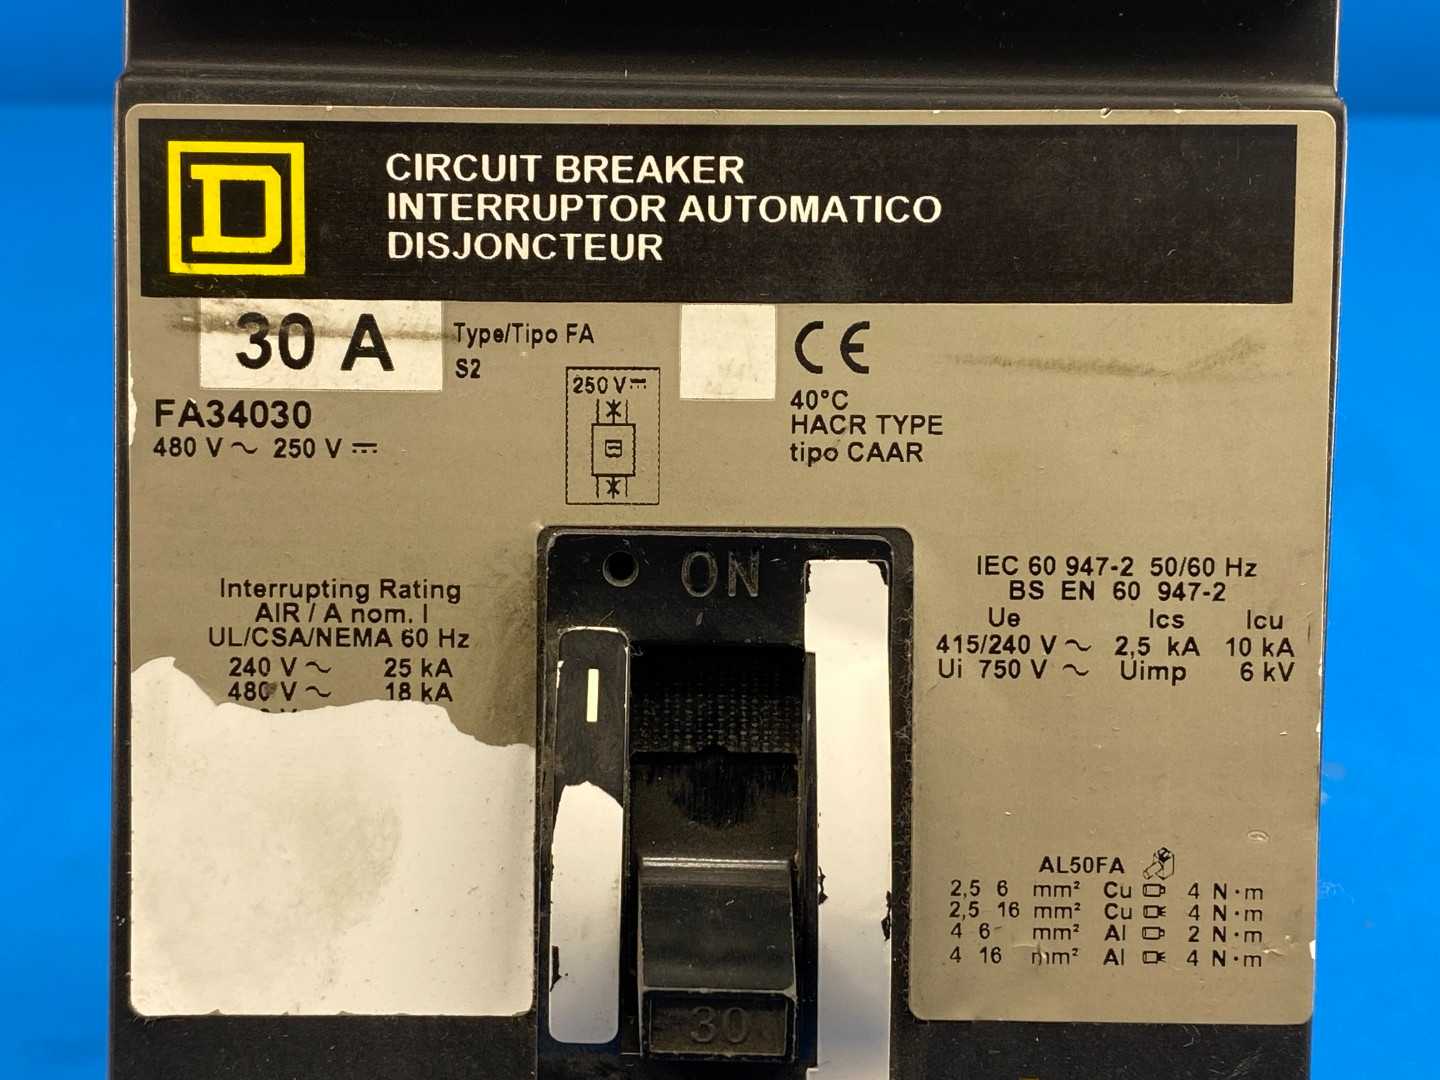 D
CIRCUIT BREAKER
INTERRUPTOR AUTOMATICO
DISJONCTEUR
30 A
Type/Tipo FA
S2
CE
FA34030
480 V ~ 250 V ⎓
250 V ⎓
40°C
HACR TYPE
tipo CAAR
Interrupting Rating
AIR / A nom. I
UL/CSA/NEMA 60 Hz
240 V ~ 25 kA
480 V ~ 18 kA
ON
IEC 60 947-2 50/60 Hz
BS EN 60 947-2
Ue Ics Icu
415/240 V ~ 2,5 kA 10 kA
Ui 750 V ~ Uimp 6 kV
AL50FA
2,5 6 mm² Cu 4 N·m
2,5 16 mm² Cu 4 N·m
4 6 mm² Al 2 N·m
4 16 mm² Al 4 N·m
30